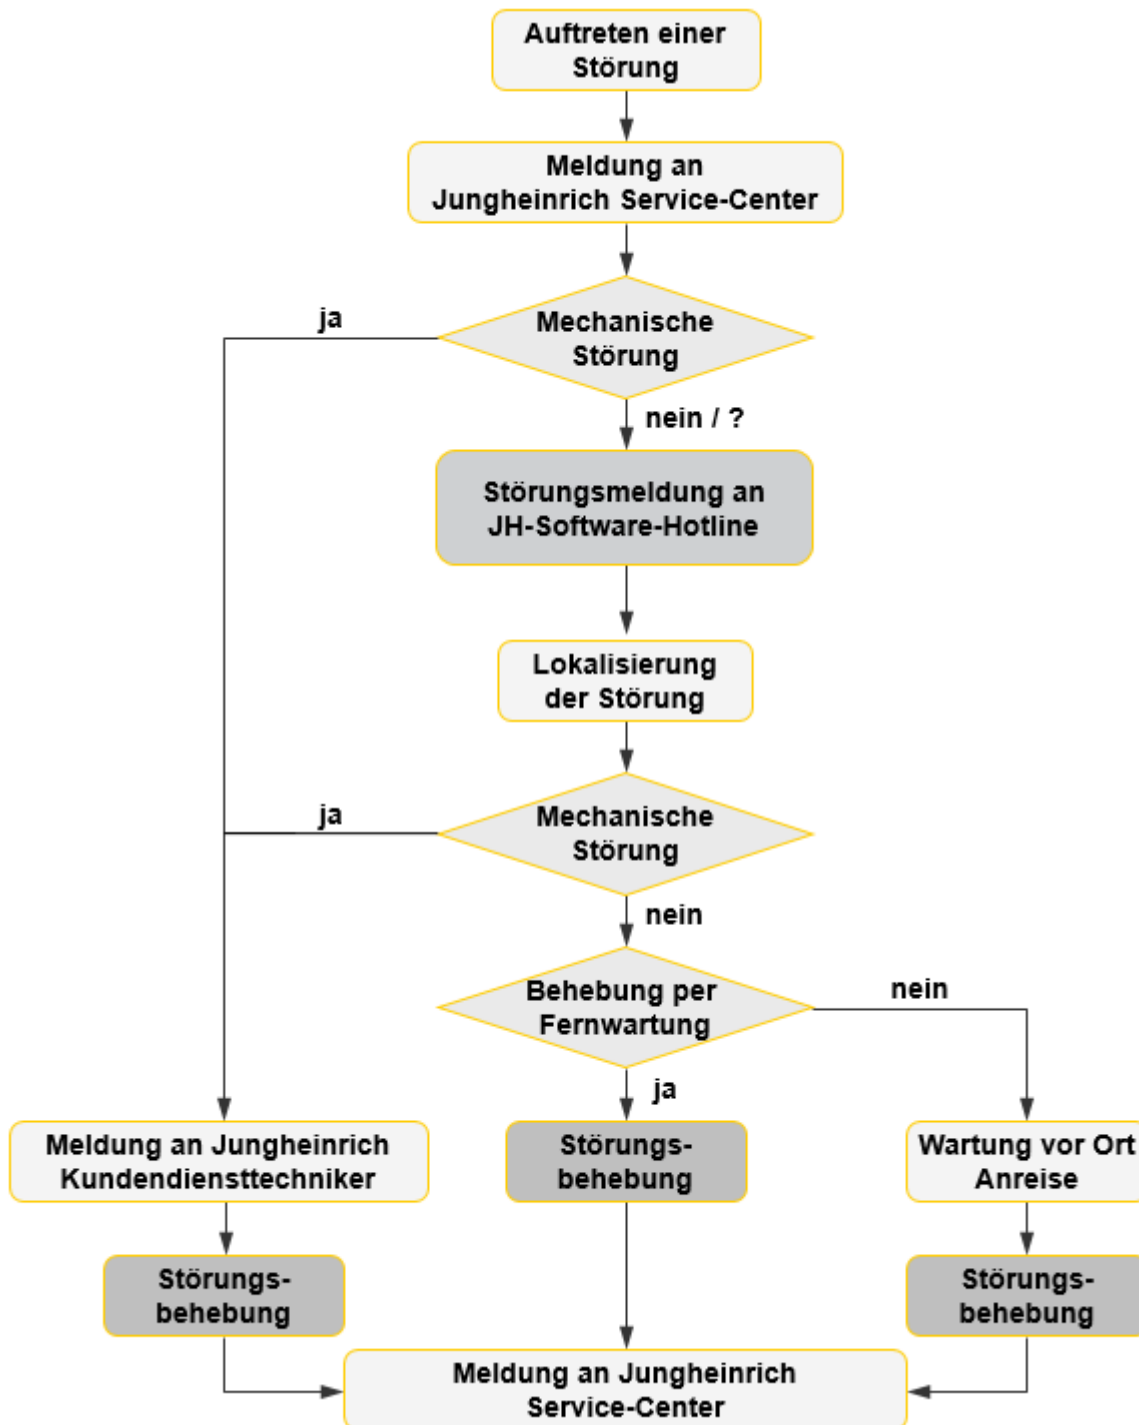 Auftreten einer
Störung
Meldung an
Jungheinrich Service-Center
ja
Mechanische
Störung
nein / ?
Störungsmeldung an
JH-Software-Hotline
Lokalisierung
der Störung
ja
Mechanische
Störung
nein
Behebung per
Fernwartung
nein
ja
Meldung an Jungheinrich
Kundendiensttechniker
Störungs-
behebung
Wartung vor Ort
Anreise
Störungs-
behebung
Störungs-
behebung
Meldung an Jungheinrich
Service-Center